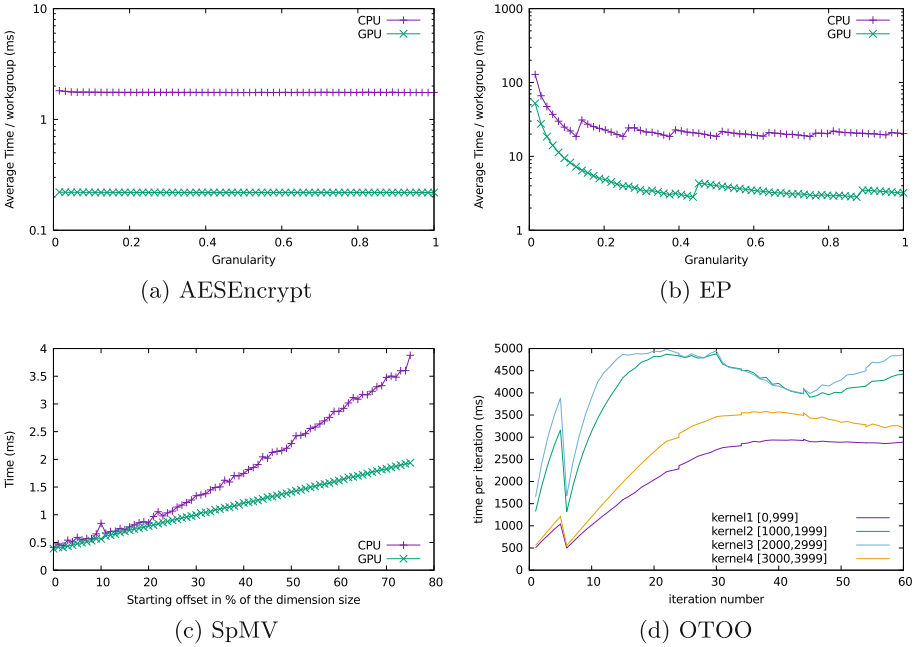 10
1
0.1
0
0.2
0.4
0.6
0.8
1
Average Time / workgroup (ms)
Granularity
CPU
GPU
(a) AESEncrypt
1000
100
10
1
0
0.2
0.4
0.6
0.8
1
Average Time / workgroup (ms)
Granularity
CPU
GPU
(b) EP
4
3.5
3
2.5
2
1.5
1
0.5
0
0
10
20
30
40
50
60
70
80
Time (ms)
Starting offset in % of the dimension size
CPU
GPU
(c) SpMV
5000
4500
4000
3500
3000
2500
2000
1500
1000
500
0
0
10
20
30
40
50
60
time per iteration (ms)
iteration number
kernel1 [0,999]
kernel2 [1000,1999]
kernel3 [2000,2999]
kernel4 [3000,3999]
(d) OTOO